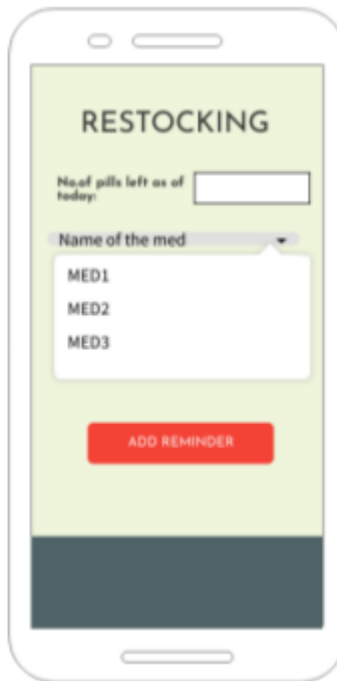 RESTOCKING
No.of pills left as of
today:
Name of the med
MED1
MED2
MED3
ADD REMINDER